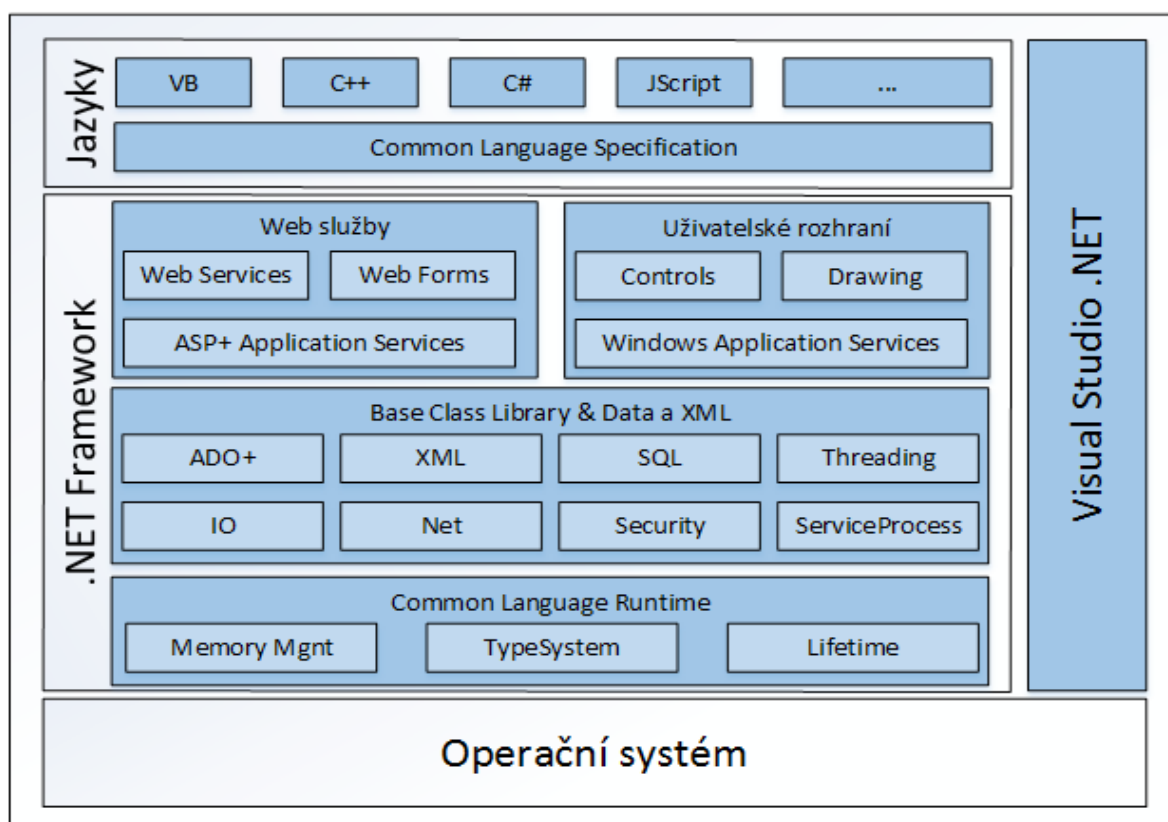 Jazyky
VB
C++
C#
JScript
...
Common Language Specification
.NET Framework
Web služby
Web Services
Web Forms
ASP+ Application Services
Uživatelské rozhraní
Controls
Drawing
Windows Application Services
Base Class Library & Data a XML
ADO+
XML
SQL
Threading
IO
Net
Security
ServiceProcess
Common Language Runtime
Memory Mgnt
TypeSystem
Lifetime
Visual Studio .NET
Operační systém